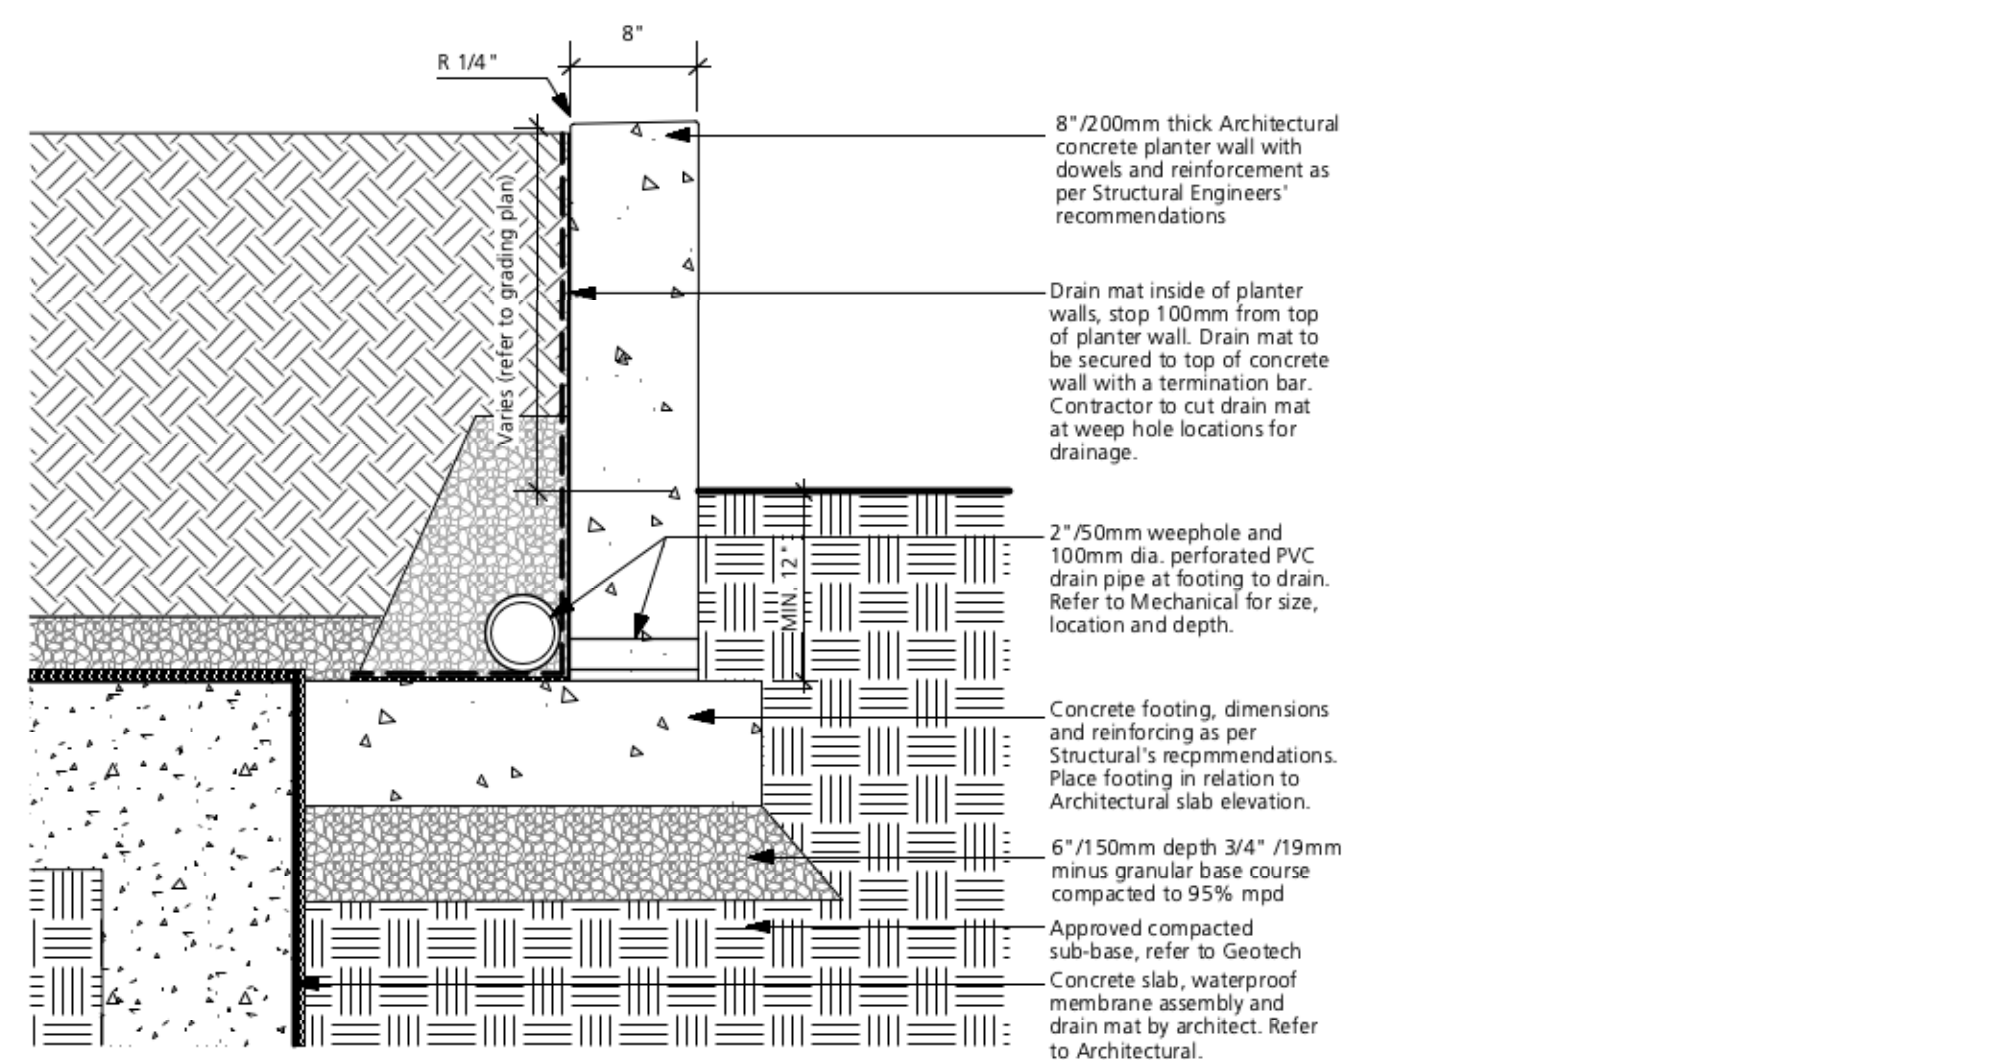 8"
R 1/4"
8"/200mm thick Architectural
concrete planter wall with
dowels and reinforcement as
per Structural Engineers'
recommendations
Varies (refer to grading plan)
Drain mat inside of planter
walls, stop 100mm from top
of planter wall. Drain mat to
be secured to top of concrete
wall with a termination bar.
Contractor to cut drain mat
at weep hole locations for
drainage.
MIN. 12"
2"/50mm weephole and
100mm dia. perforated PVC
drain pipe at footing to drain.
Refer to Mechanical for size,
location and depth.
Concrete footing, dimensions
and reinforcing as per
Structural's recpmmendations.
Place footing in relation to
Architectural slab elevation.
6"/150mm depth 3/4" /19mm
minus granular base course
compacted to 95% mpd
Approved compacted
sub-base, refer to Geotech
Concrete slab, waterproof
membrane assembly and
drain mat by architect. Refer
to Architectural.